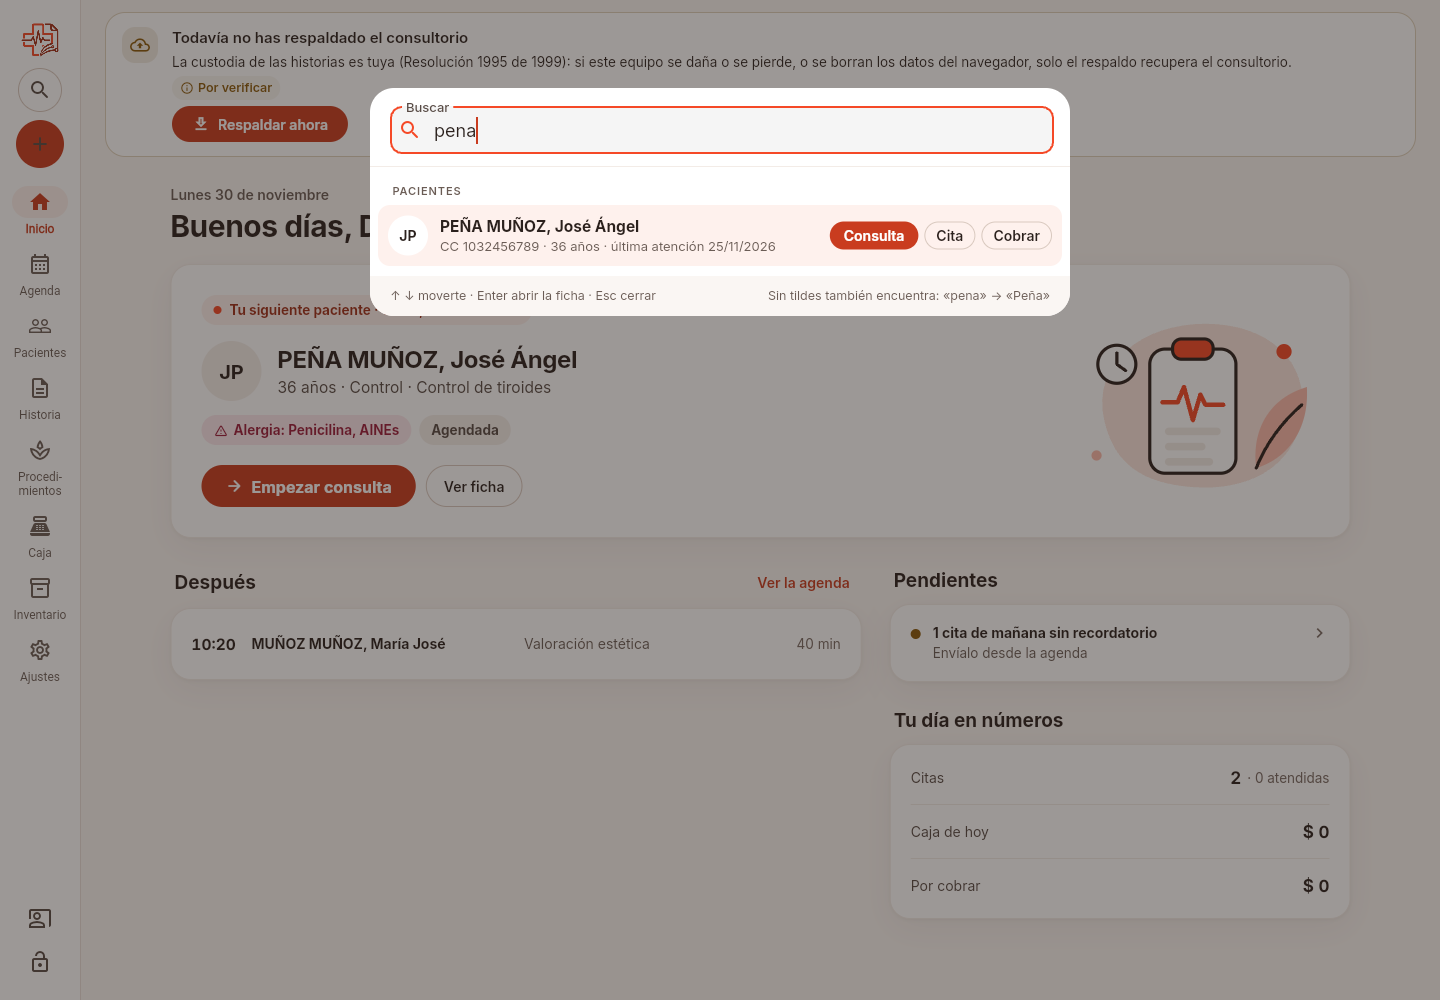 Todavía no has respaldado el consultorio
La custodia de las historias es tuya (Resolución 1995 de 1999): si este equipo se daña o se pierde, o se borran los datos del navegador, solo el respaldo recupera el consultorio.
Por verificar
Respaldar ahora
Buscar
pena
PACIENTES
JP
PEÑA MUÑOZ, José Ángel
CC 1032456789 · 36 años · última atención 25/11/2026
Consulta
Cita
Cobrar
↑ ↓ moverte · Enter abrir la ficha · Esc cerrar
Sin tildes también encuentra: «pena» → «Peña»
Inicio
Agenda
Pacientes
Historia
Procedi-
mientos
Caja
Inventario
Ajustes
Lunes 30 de noviembre
Buenos días,
Tu siguiente paciente
JP
PEÑA MUÑOZ, José Ángel
36 años · Control · Control de tiroides
Alergia: Penicilina, AINEs
Agendada
Empezar consulta
Ver ficha
Después
Ver la agenda
10:20 MUÑOZ MUÑOZ, María José Valoración estética 40 min
Pendientes
1 cita de mañana sin recordatorio
Envíalo desde la agenda
Tu día en números
Citas 2 · 0 atendidas
Caja de hoy $ 0
Por cobrar $ 0